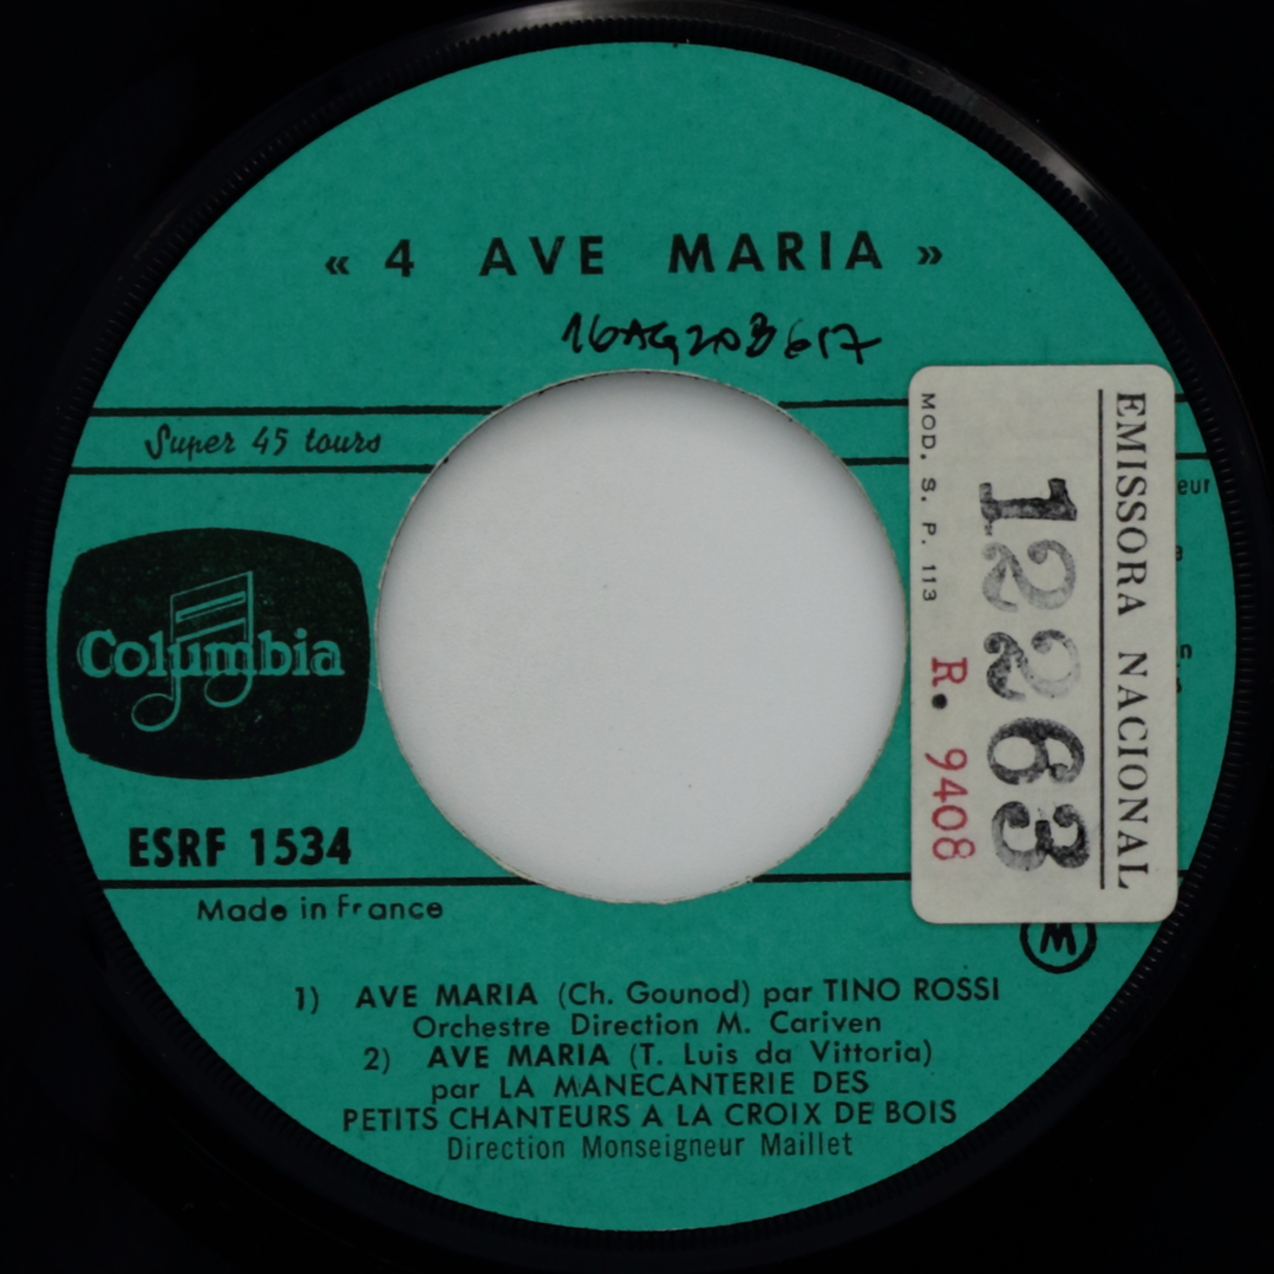 « 4 AVE MARIA »
Super 45 tours
Columbia
ESRF 1534
Made in France
EMISSORA NACIONAL
12263
R. 9408
MOD. S. P. 113
M
1) AVE MARIA (Ch. Gounod) par TINO ROSSI
Orchestre Direction M. Cariven
2) AVE MARIA (T. Luis da Vittoria)
par LA MANECANTERIE DES
PETITS CHANTEURS A LA CROIX DE BOIS
Direction Monseigneur Maillet